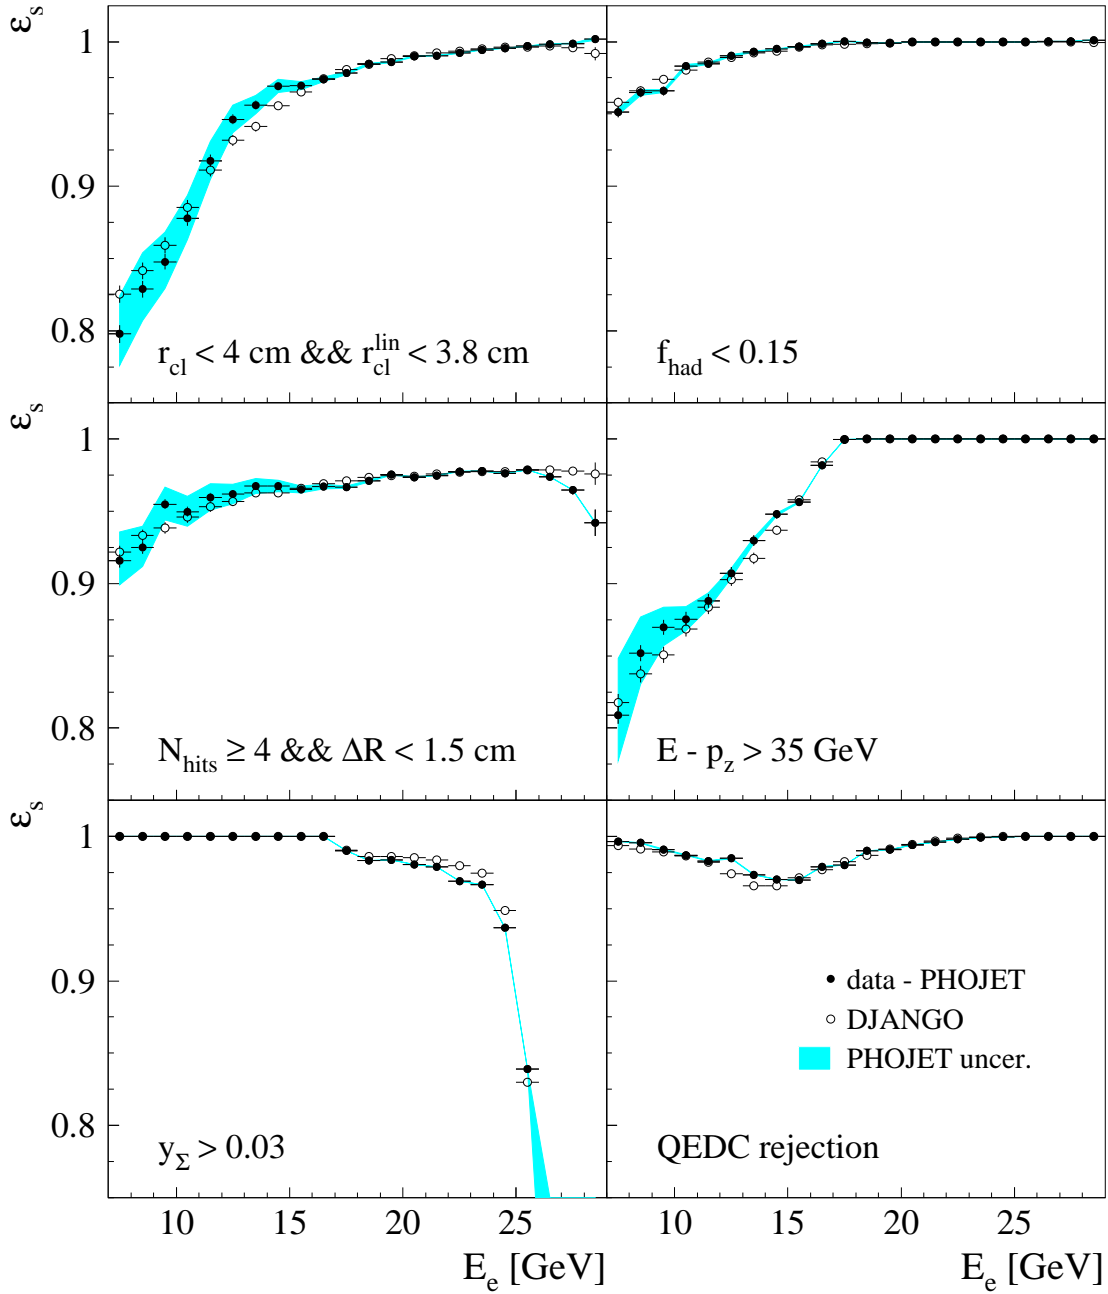 ε_s
1
0.9
0.8
r_cl < 4 cm && r_cl^lin < 3.8 cm
f_had < 0.15
ε_s
1
0.9
0.8
N_hits ≥ 4 && ΔR < 1.5 cm
E - p_z > 35 GeV
ε_s
1
0.9
0.8
y_Σ > 0.03
data - PHOJET
DJANGO
PHOJET uncer.
QEDC rejection
10 15 20 25
10 15 20 25
E_e [GeV]
E_e [GeV]